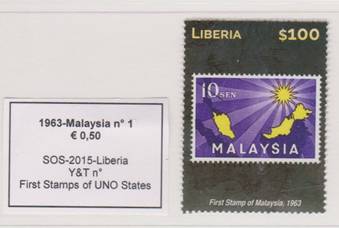 1963-Malaysia n° 1
€ 0,50
SOS-2015-Liberia
Y&T n°
First Stamps of UNO States
LIBERIA $100
10 SEN
MALAYSIA
First Stamp of Malaysia, 1963